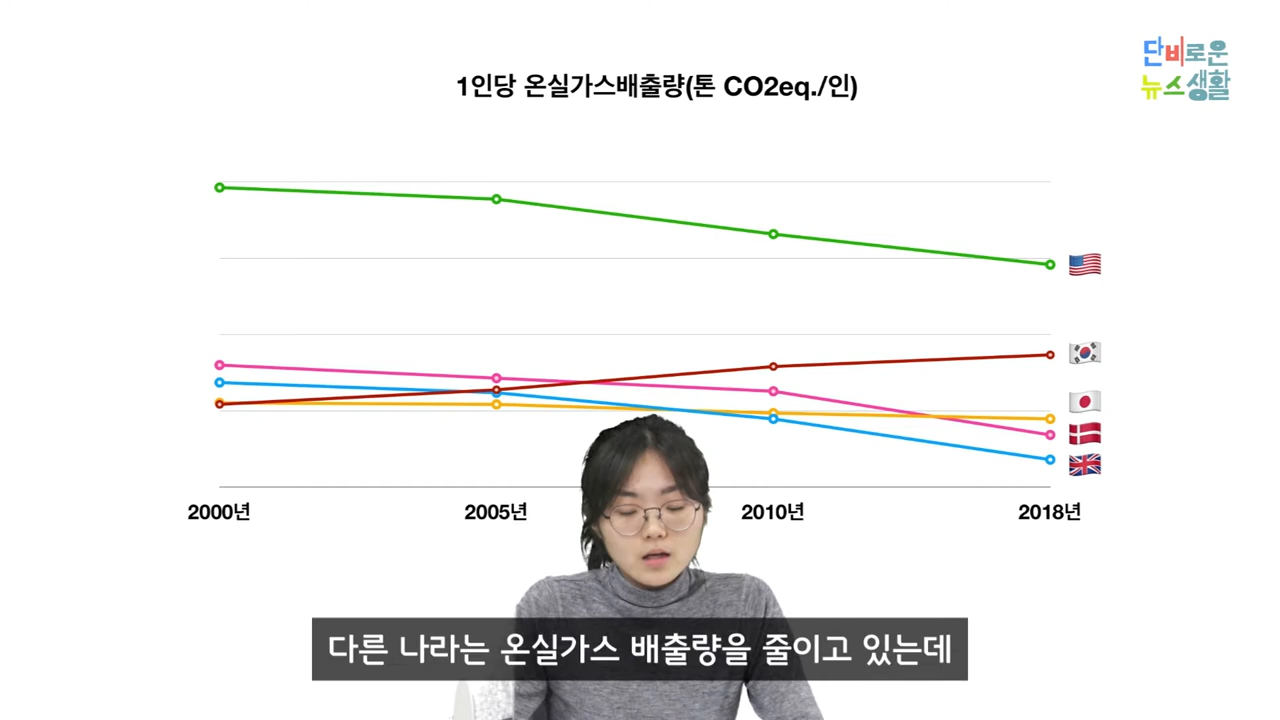 단비로운
뉴스생활
1인당 온실가스배출량(톤 CO2eq./인)
2000년
2005년
2010년
2018년
다른 나라는 온실가스 배출량을 줄이고 있는데